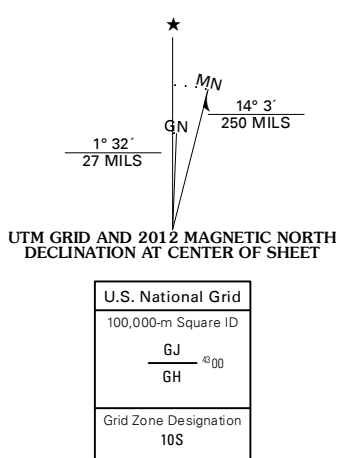 ★
MN
GN
14° 3´
250 MILS
1° 32´
27 MILS
UTM GRID AND 2012 MAGNETIC NORTH
DECLINATION AT CENTER OF SHEET
U.S. National Grid
100,000-m Square ID
GJ
4300
GH
Grid Zone Designation
10S